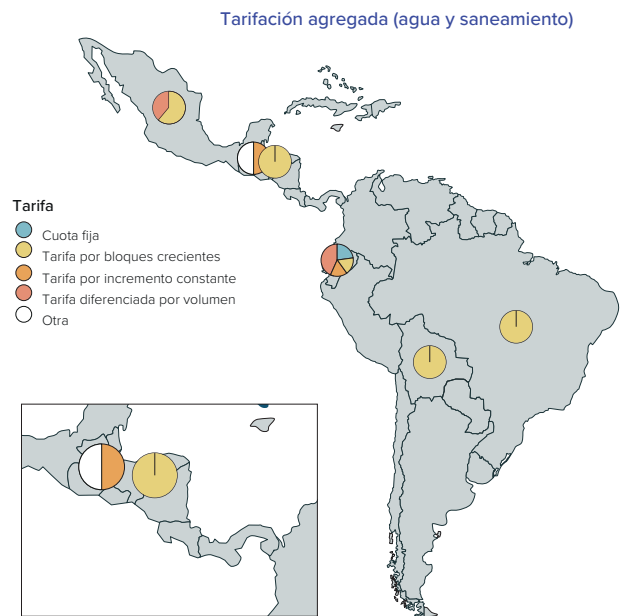 Tarifación agregada (agua y saneamiento)
Tarifa
Cuota fija
Tarifa por bloques crecientes
Tarifa por incremento constante
Tarifa diferenciada por volumen
Otra